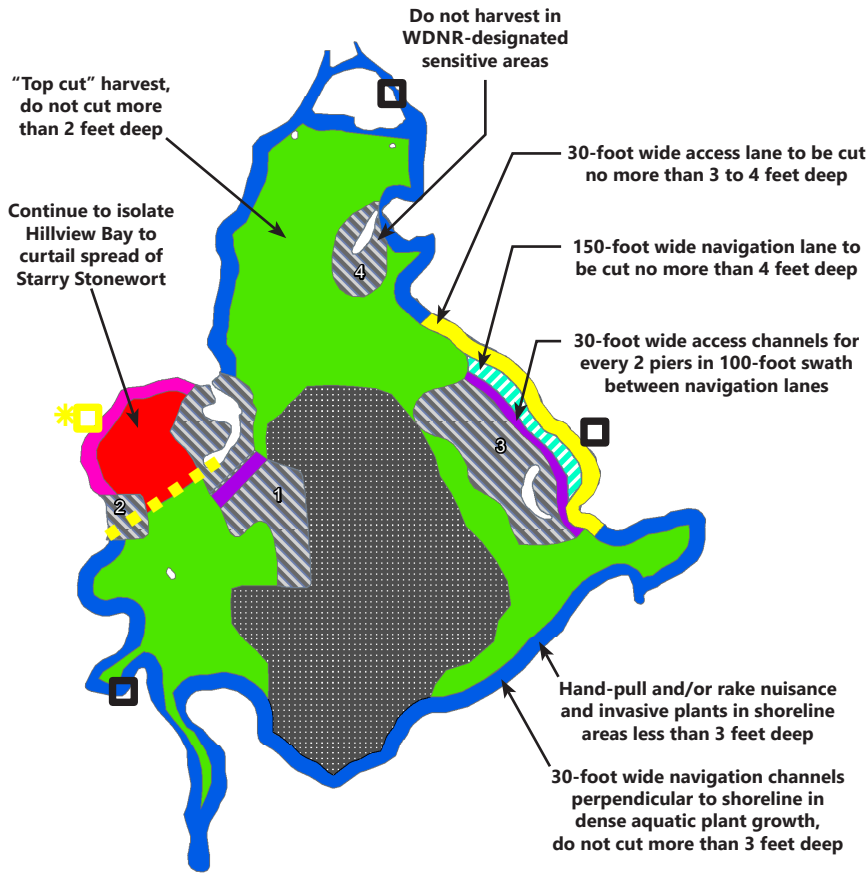 Do not harvest in
WDNR-designated
sensitive areas
“Top cut” harvest,
do not cut more
than 2 feet deep
30-foot wide access lane to be cut
no more than 3 to 4 feet deep
Continue to isolate
Hillview Bay to
curtail spread of
Starry Stonewort
150-foot wide navigation lane to
be cut no more than 4 feet deep
4
30-foot wide access channels for
every 2 piers in 100-foot swath
between navigation lanes
3
1
2
Hand-pull and/or rake nuisance
and invasive plants in shoreline
areas less than 3 feet deep
30-foot wide navigation channels
perpendicular to shoreline in
dense aquatic plant growth,
do not cut more than 3 feet deep